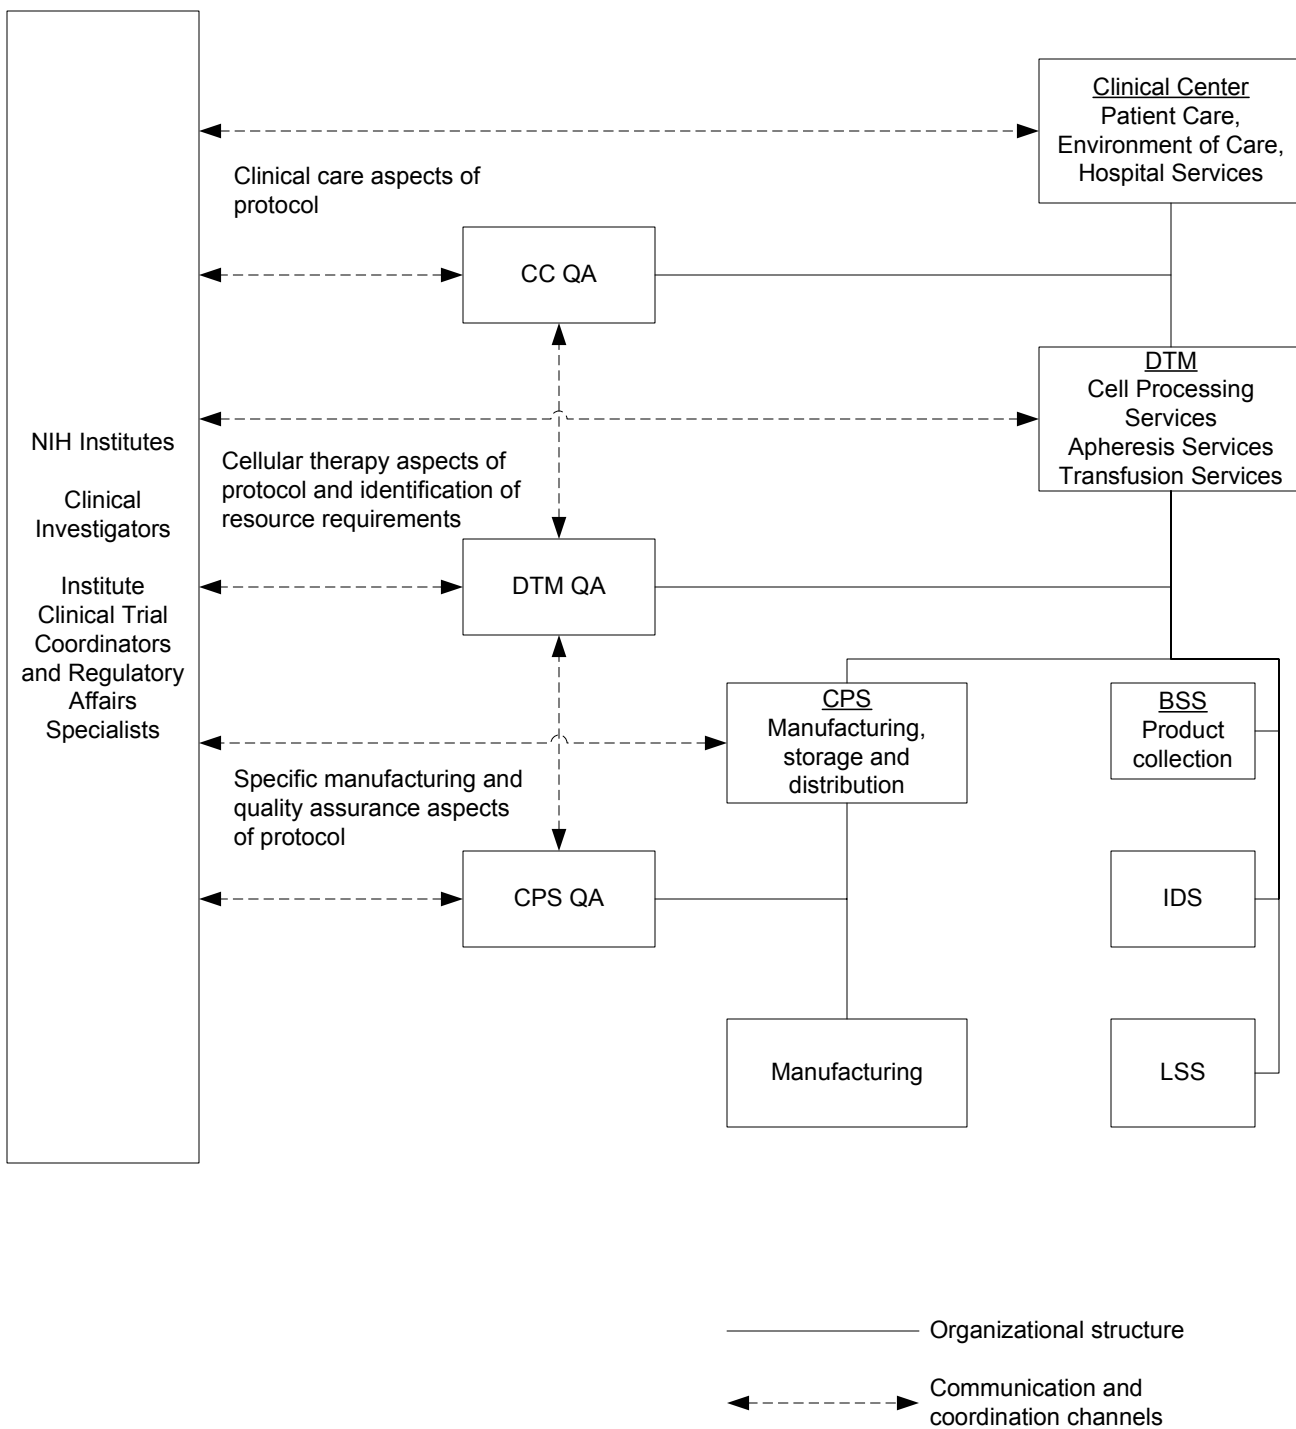 Clinical Center
Patient Care,
Environment of Care,
Hospital Services
Clinical care aspects of
protocol
CC QA
DTM
Cell Processing
Services
Apheresis Services
Transfusion Services
NIH Institutes
Clinical
Investigators
Institute
Clinical Trial
Coordinators
and Regulatory
Affairs
Specialists
Cellular therapy aspects of
protocol and identification of
resource requirements
DTM QA
CPS
Manufacturing,
storage and
distribution
BSS
Product
collection
Specific manufacturing and
quality assurance aspects
of protocol
CPS QA
IDS
Manufacturing
LSS
Organizational structure
Communication and
coordination channels